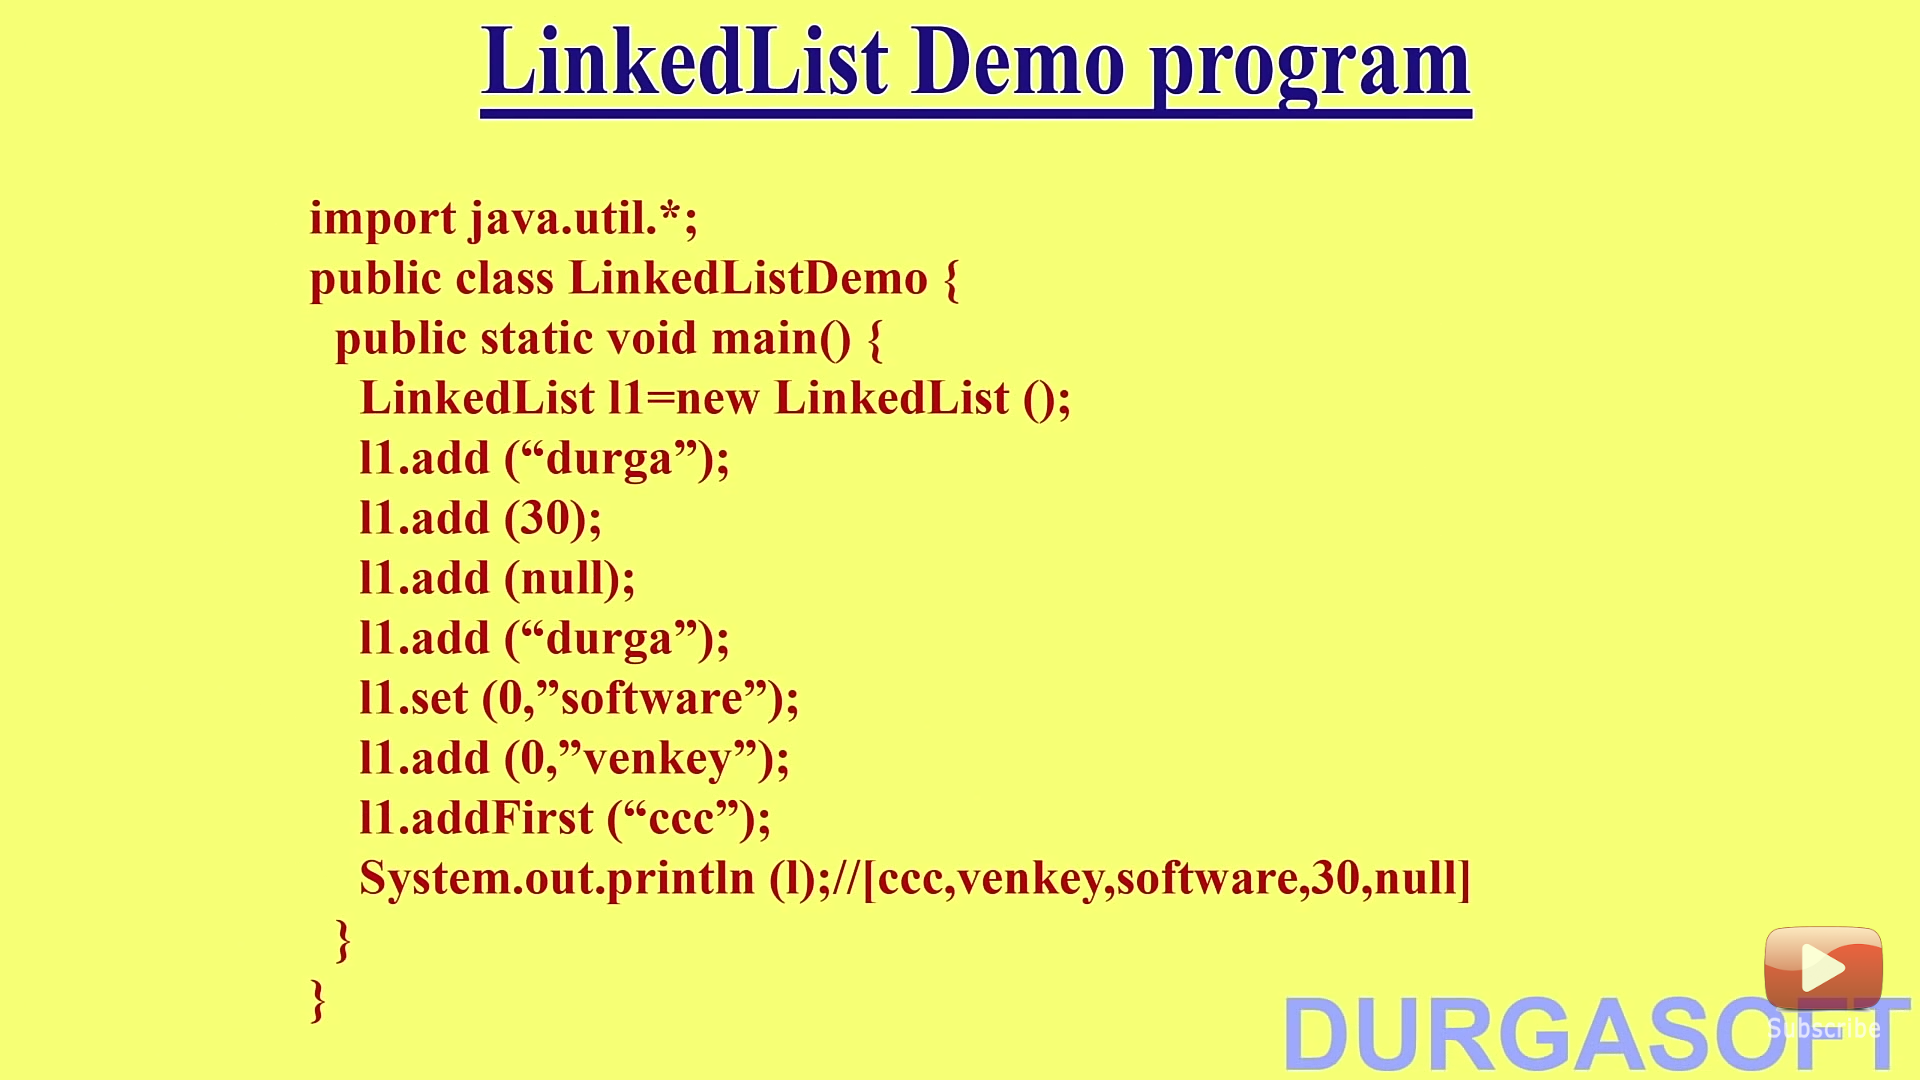 LinkedList Demo program
import java.util.*;
public class LinkedListDemo {
public static void main() {
LinkedList l1=new LinkedList ();
l1.add (“durga”);
l1.add (30);
l1.add (null);
l1.add (“durga”);
l1.set (0,”software”);
l1.add (0,”venkey”);
l1.addFirst (“ccc”);
System.out.println (l);//[ccc,venkey,software,30,null]
}
}
Subscribe
DURGASOFT